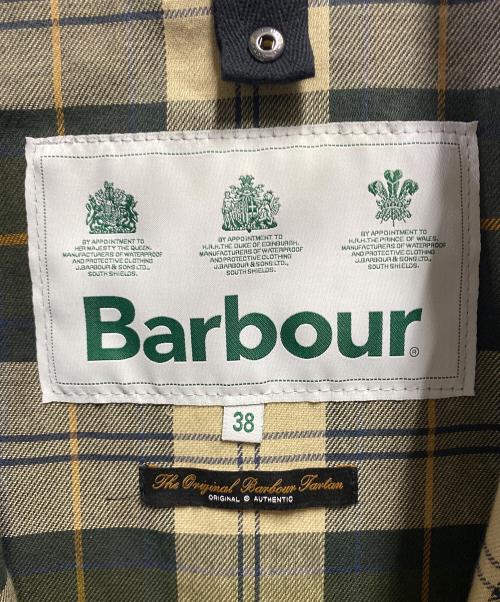 BY APPOINTMENT TO
HER MAJESTY THE QUEEN.
MANUFACTURERS OF WATERPROOF
AND PROTECTIVE CLOTHING
J.BARBOUR & SONS LTD.,
SOUTH SHIELDS.
BY APPOINTMENT TO
H.R.H. THE DUKE OF EDINBURGH.
MANUFACTURERS OF WATERPROOF
AND PROTECTIVE CLOTHING
J.BARBOUR & SONS LTD.,
SOUTH SHIELDS.
BY APPOINTMENT TO
H.R.H. THE PRINCE OF WALES.
MANUFACTURERS OF WATERPROOF
AND PROTECTIVE CLOTHING
J.BARBOUR & SONS LTD.,
SOUTH SHIELDS.
Barbour®
38
The Original Barbour Tartan
ORIGINAL © AUTHENTIC